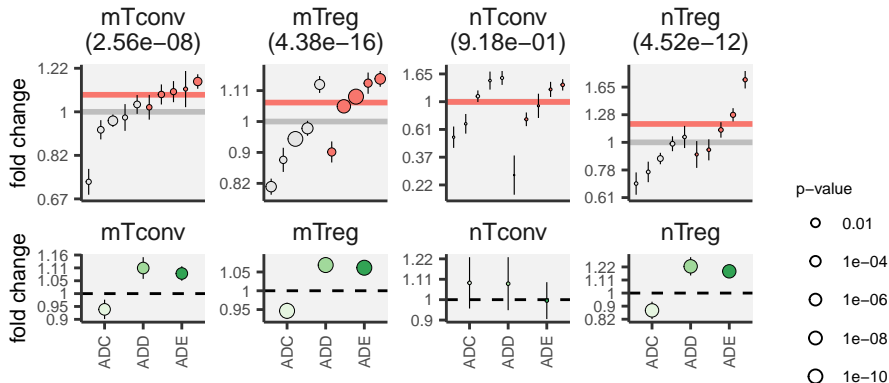 mTconv
(2.56e−08)
mTreg
(4.38e−16)
nTconv
(9.18e−01)
nTreg
(4.52e−12)
fold change
1.22
1
0.82
0.67
1.11
1
0.9
0.82
1.65
1
0.61
0.37
0.22
1.65
1.28
1
0.78
0.61
mTconv
mTreg
nTconv
nTreg
fold change
1.16
1.11
1.05
1
0.95
0.9
1.05
1
0.95
1.22
1.11
1
0.9
1.22
1.11
1
0.9
0.82
ADC
ADD
ADE
ADC
ADD
ADE
ADC
ADD
ADE
ADC
ADD
ADE
p−value
0.01
1e−04
1e−06
1e−08
1e−10